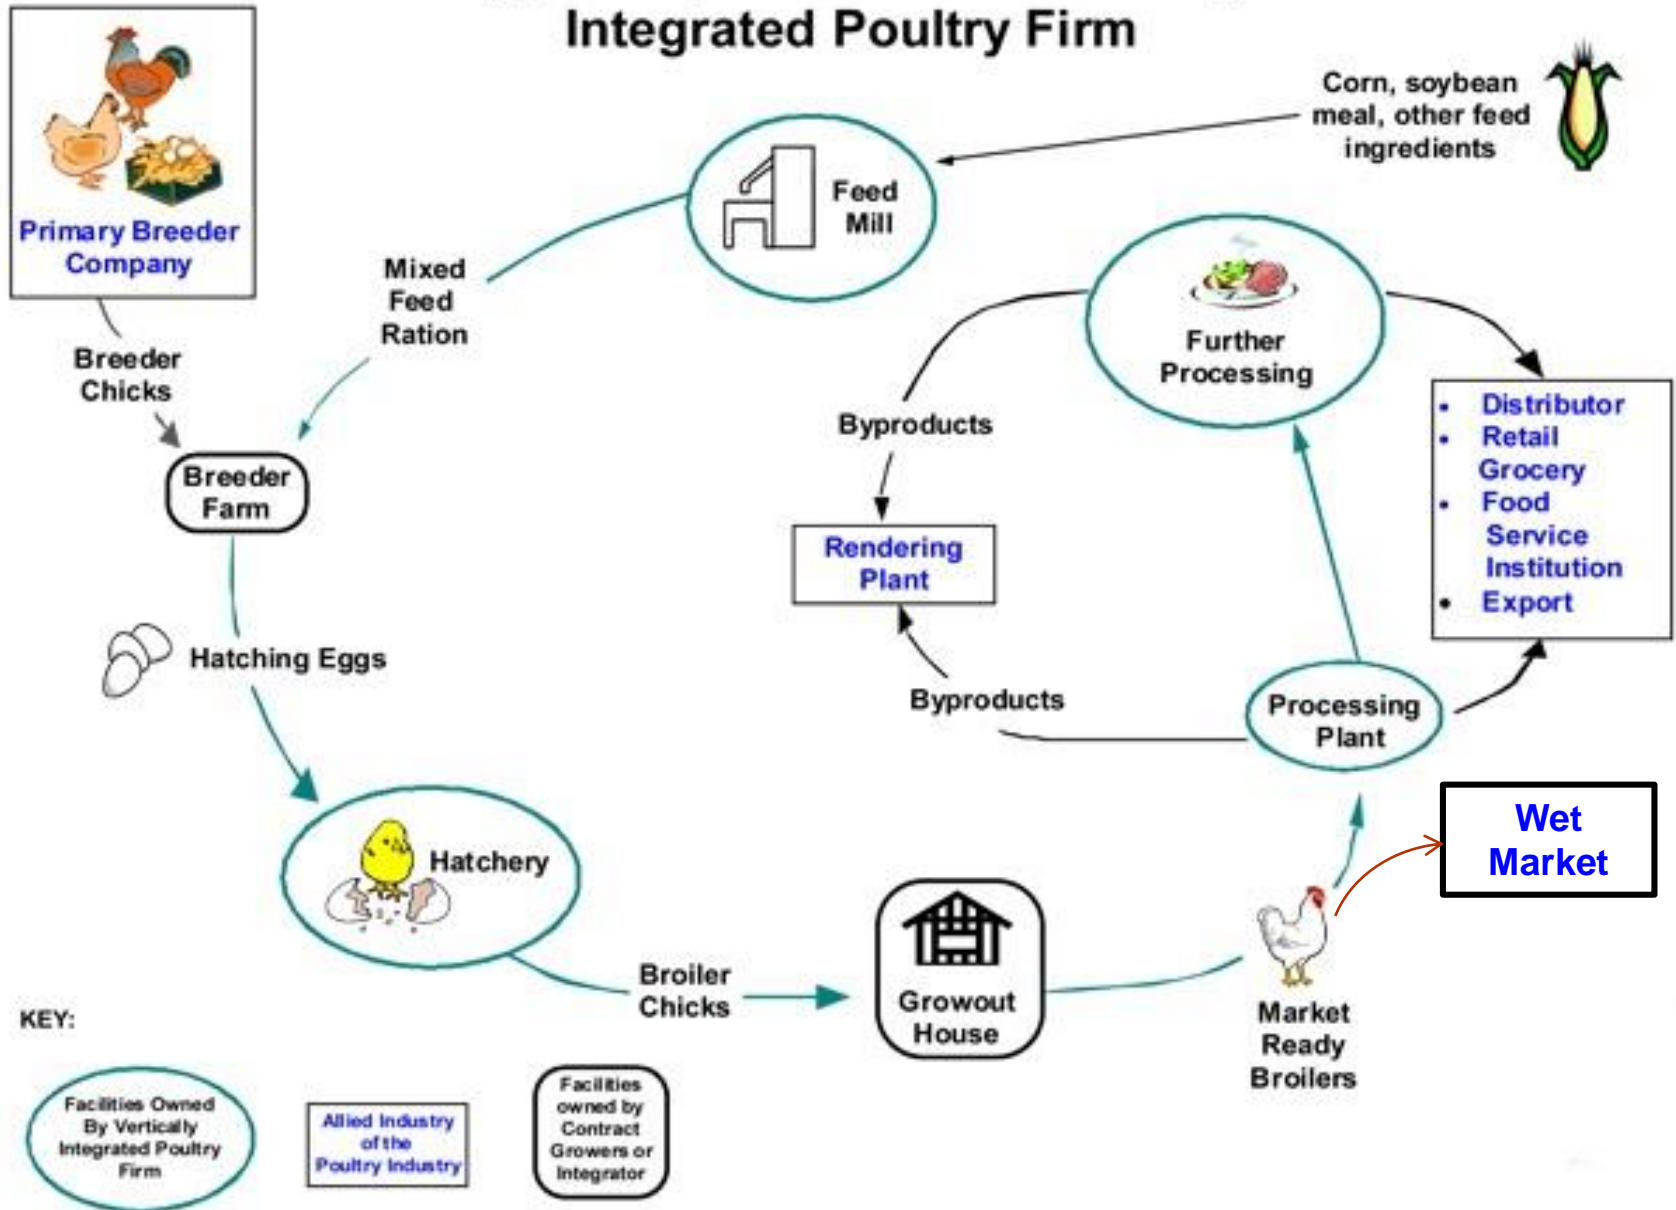 Integrated Poultry Firm
Primary Breeder
Company
Corn, soybean
meal, other feed
ingredients
Feed
Mill
Mixed
Feed
Ration
Breeder
Chicks
Breeder
Farm
Further
Processing
Byproducts
• Distributor
• Retail
Grocery
• Food
Service
Institution
• Export
Rendering
Plant
Hatching Eggs
Byproducts
Processing
Plant
Wet
Market
Hatchery
Broiler
Chicks
Growout
House
Market
Ready
Broilers
KEY:
Facilities Owned
By Vertically
Integrated Poultry
Firm
Allied Industry
of the
Poultry Industry
Facilities
owned by
Contract
Growers or
Integrator